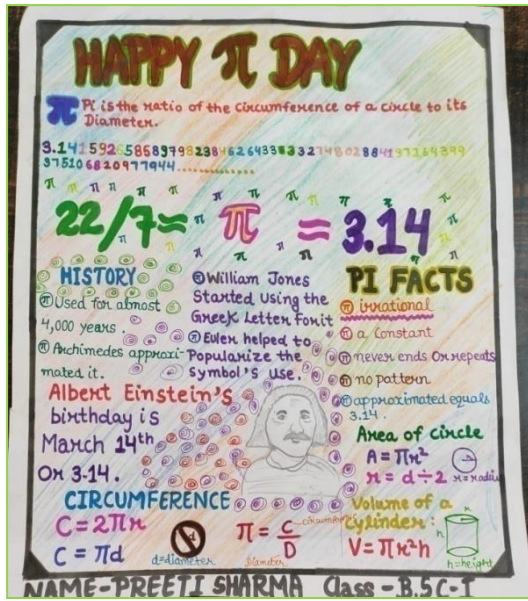 HAPPY π DAY
π Pi is the ratio of the circumference of a circle to its
Diameter.
22/7≈ π = 3.14
HISTORY
π Used for almost
4,000 years.
π Archimedes approxi-
mated it.
π William Jones
Started using the
Greek Letter for it
π Euler helped to
Popularize the
Symbol's use.
PI FACTS
π irrational
π a Constant
π never ends Or repeats
π no pattern
π approximated equals
3.14.
Albert Einstein's
birthday is
March 14th
Or 3-14.
Area of circle
A = πr²
r = d÷2 r=radius
CIRCUMFERENCE
C = 2πr
C = πd
d
d=diameter
π = C/D
circumference
Diameter
Volume of a
cylinder:
V = πr²h
r
h
h=height
NAME-PREETI SHARMA Class - B.SC-I